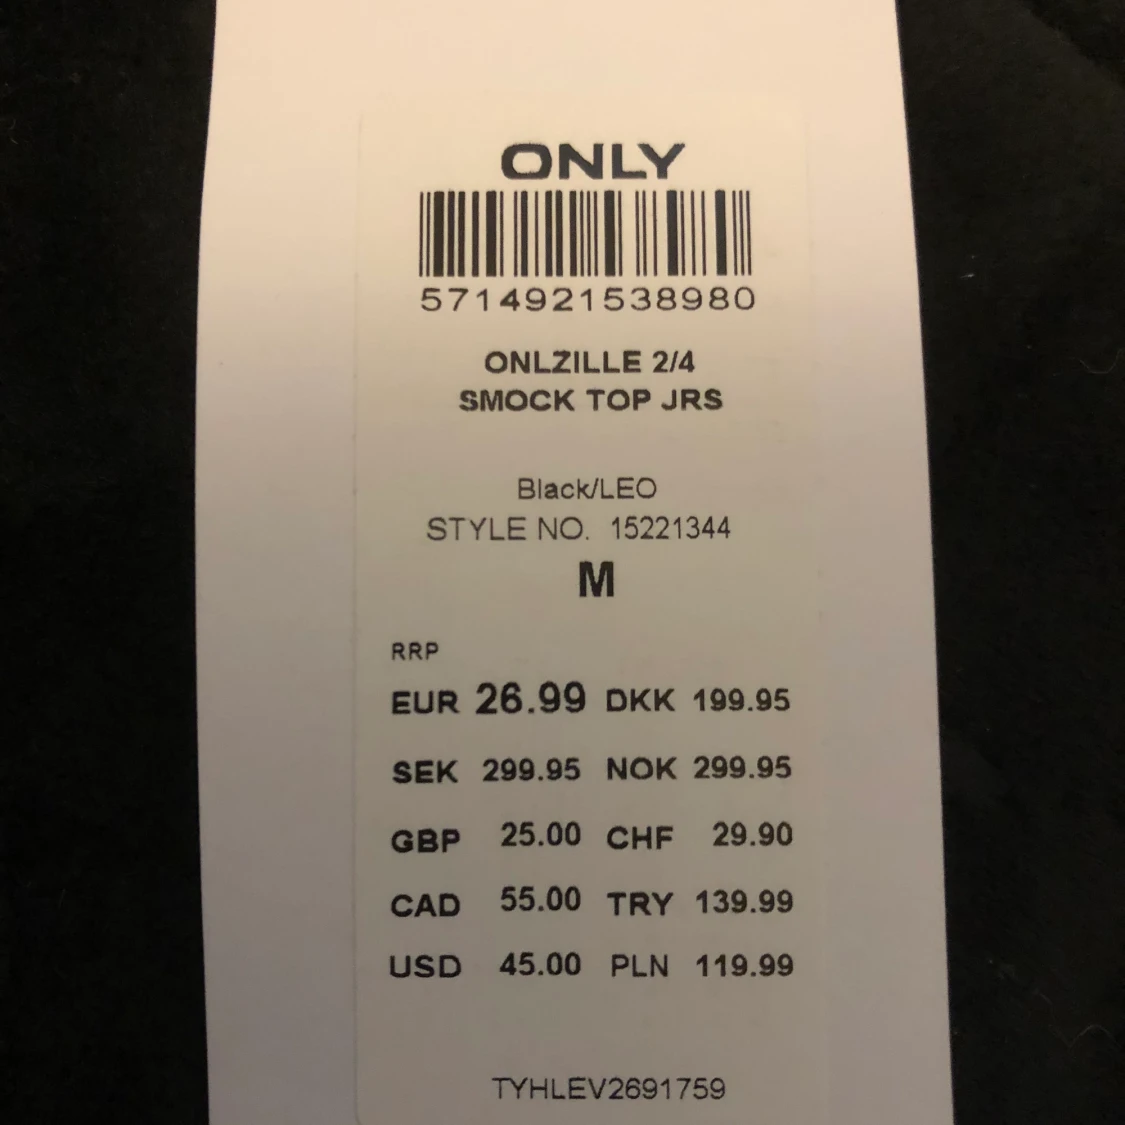 ONLY
5714921538980
ONLZILLE 2/4
SMOCK TOP JRS
Black/LEO
STYLE NO. 15221344
M
RRP
EUR 26.99 DKK 199.95
SEK 299.95 NOK 299.95
GBP 25.00 CHF 29.90
CAD 55.00 TRY 139.99
USD 45.00 PLN 119.99
TYHLEV2691759